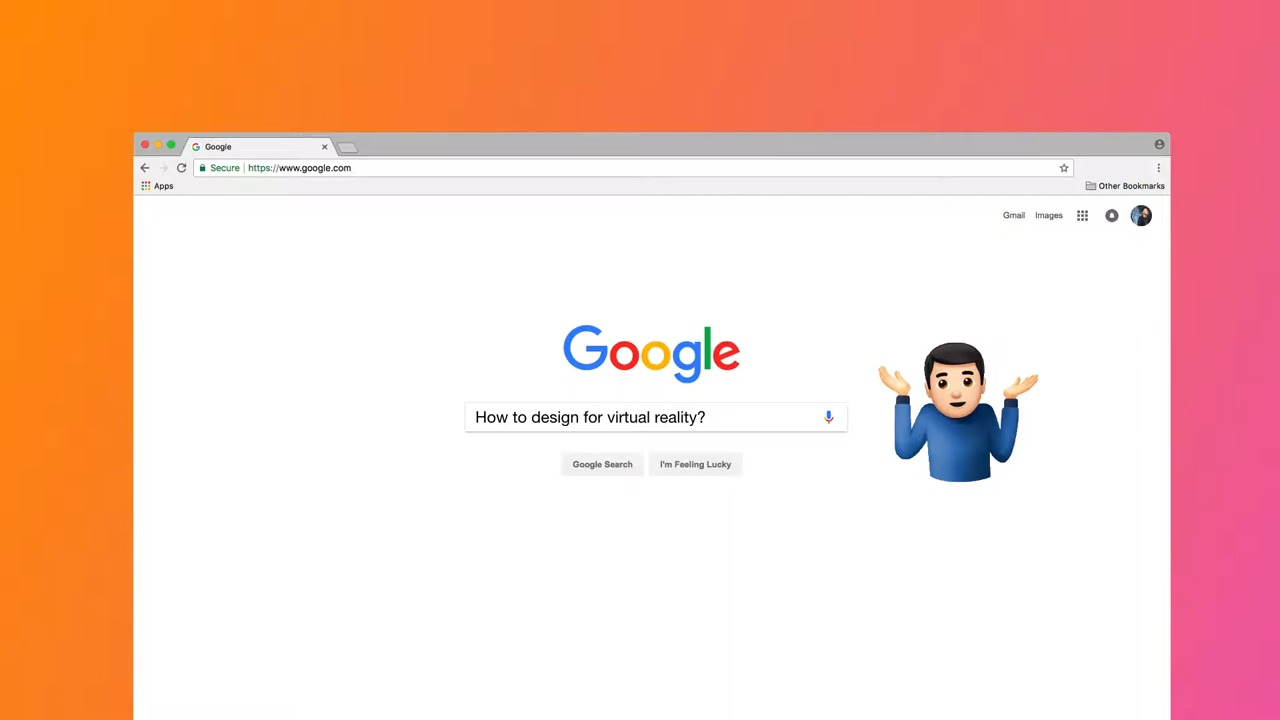 Google
Secure https://www.google.com
Apps
Other Bookmarks
Gmail Images
Google
How to design for virtual reality?
Google Search I'm Feeling Lucky